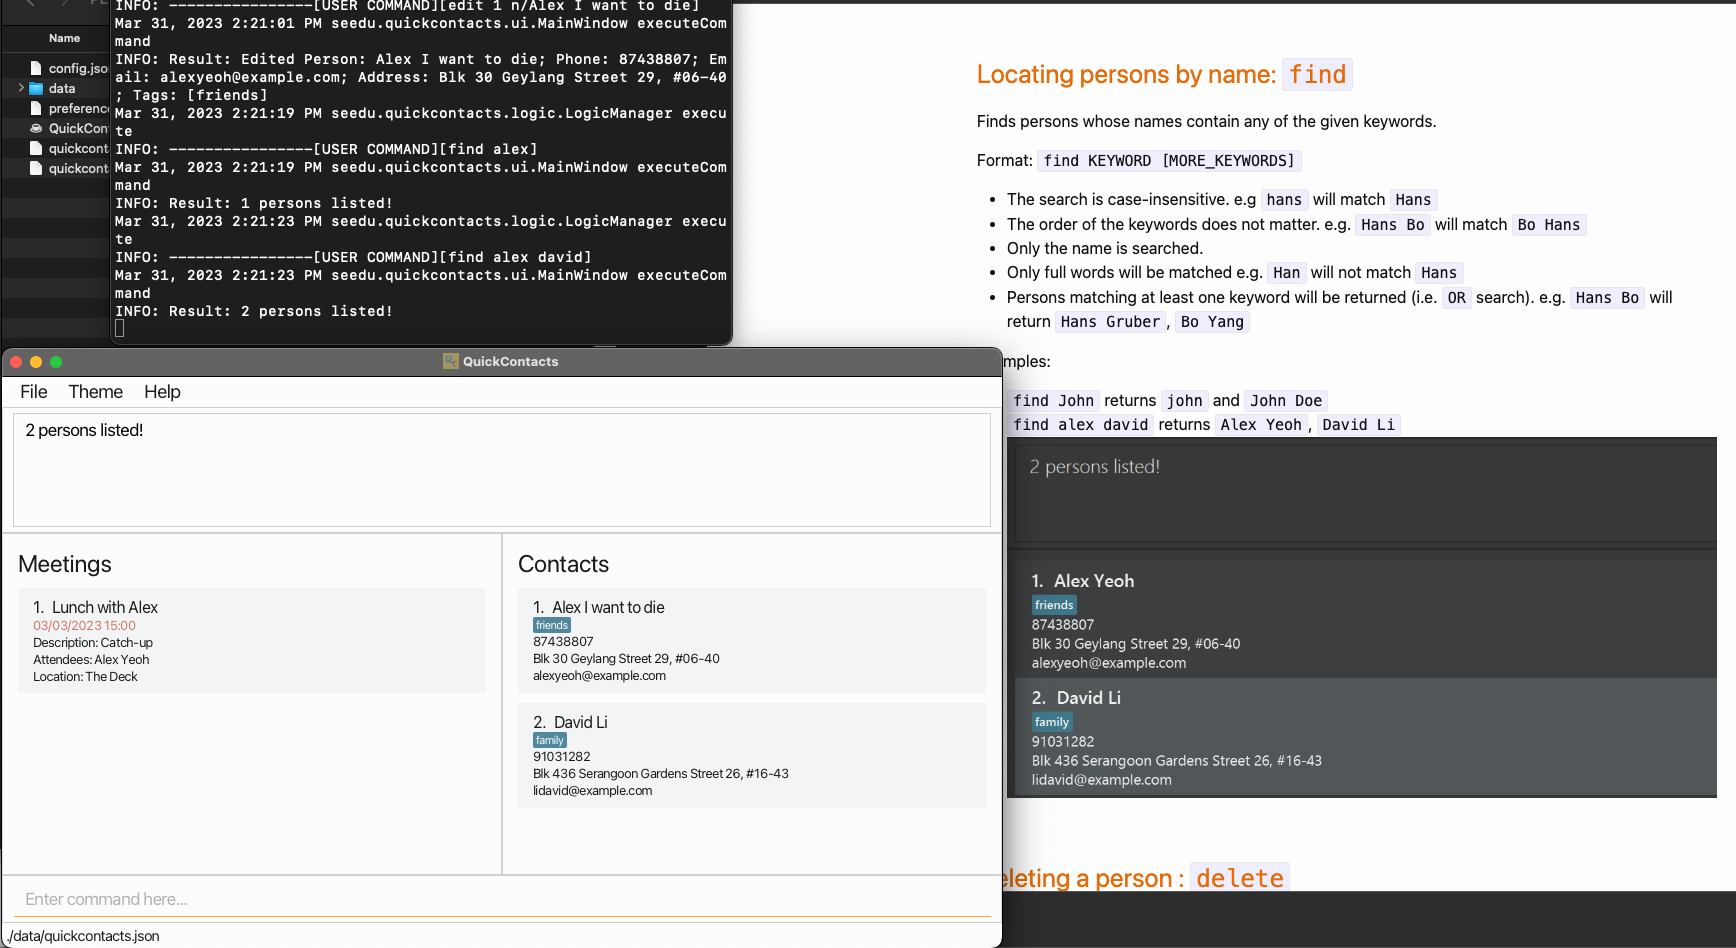 Name
config.jso
data
preference
QuickCon
quickcont
quickcont
INFO: ----------------[USER COMMAND][edit 1 n/Alex I want to die]
Mar 31, 2023 2:21:01 PM seedu.quickcontacts.ui.MainWindow executeCom
mand
INFO: Result: Edited Person: Alex I want to die; Phone: 87438807; Em
ail: alexyeoh@example.com; Address: Blk 30 Geylang Street 29, #06-40
; Tags: [friends]
Mar 31, 2023 2:21:19 PM seedu.quickcontacts.logic.LogicManager execu
te
INFO: ----------------[USER COMMAND][find alex]
Mar 31, 2023 2:21:19 PM seedu.quickcontacts.ui.MainWindow executeCom
mand
INFO: Result: 1 persons listed!
Mar 31, 2023 2:21:23 PM seedu.quickcontacts.logic.LogicManager execu
te
INFO: ----------------[USER COMMAND][find alex david]
Mar 31, 2023 2:21:23 PM seedu.quickcontacts.ui.MainWindow executeCom
mand
INFO: Result: 2 persons listed!
QuickContacts
File Theme Help
2 persons listed!
Meetings
1. Lunch with Alex
03/03/2023 15:00
Description: Catch-up
Attendees: Alex Yeoh
Location: The Deck
Contacts
1. Alex I want to die
friends
87438807
Blk 30 Geylang Street 29, #06-40
alexyeoh@example.com
2. David Li
family
91031282
Blk 436 Serangoon Gardens Street 26, #16-43
lidavid@example.com
Enter command here...
./data/quickcontacts.json
Locating persons by name: find
Finds persons whose names contain any of the given keywords.
Format: find KEYWORD [MORE_KEYWORDS]
• The search is case-insensitive. e.g hans will match Hans
• The order of the keywords does not matter. e.g. Hans Bo will match Bo Hans
• Only the name is searched.
• Only full words will be matched e.g. Han will not match Hans
• Persons matching at least one keyword will be returned (i.e. OR search). e.g. Hans Bo will
return Hans Gruber, Bo Yang
mples:
find John returns john and John Doe
find alex david returns Alex Yeoh, David Li
2 persons listed!
1. Alex Yeoh
friends
87438807
Blk 30 Geylang Street 29, #06-40
alexyeoh@example.com
2. David Li
family
91031282
Blk 436 Serangoon Gardens Street 26, #16-43
lidavid@example.com
eleting a person : delete